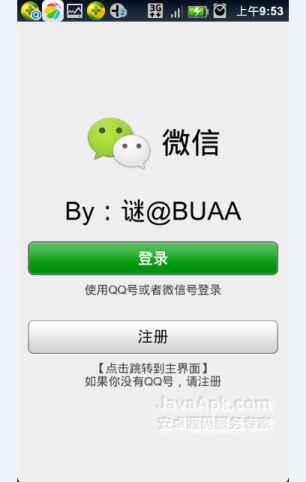 3G
上午9:53
微信
By：谜@BUAA
登录
使用QQ号或者微信号登录
注册
【点击跳转到主界面】
如果你没有QQ号，请注册
JavaApk.com
安卓源码服务专家